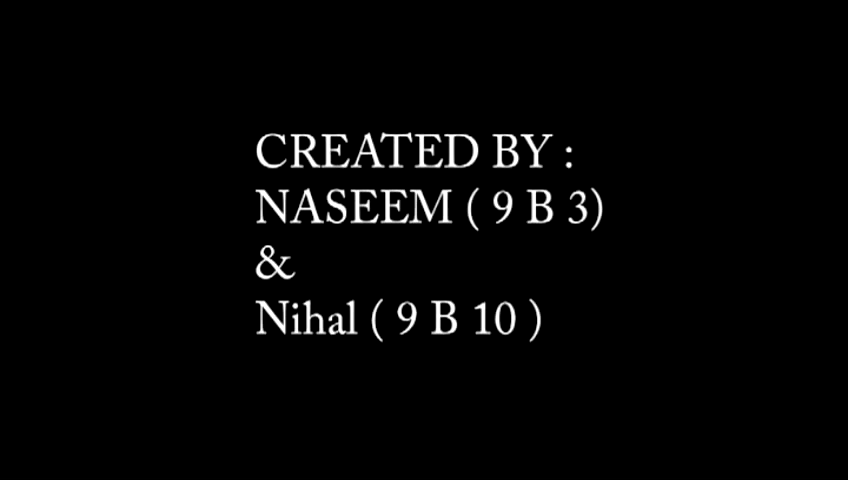 CREATED BY :
NASEEM ( 9 B 3)
&
Nihal ( 9 B 10 )